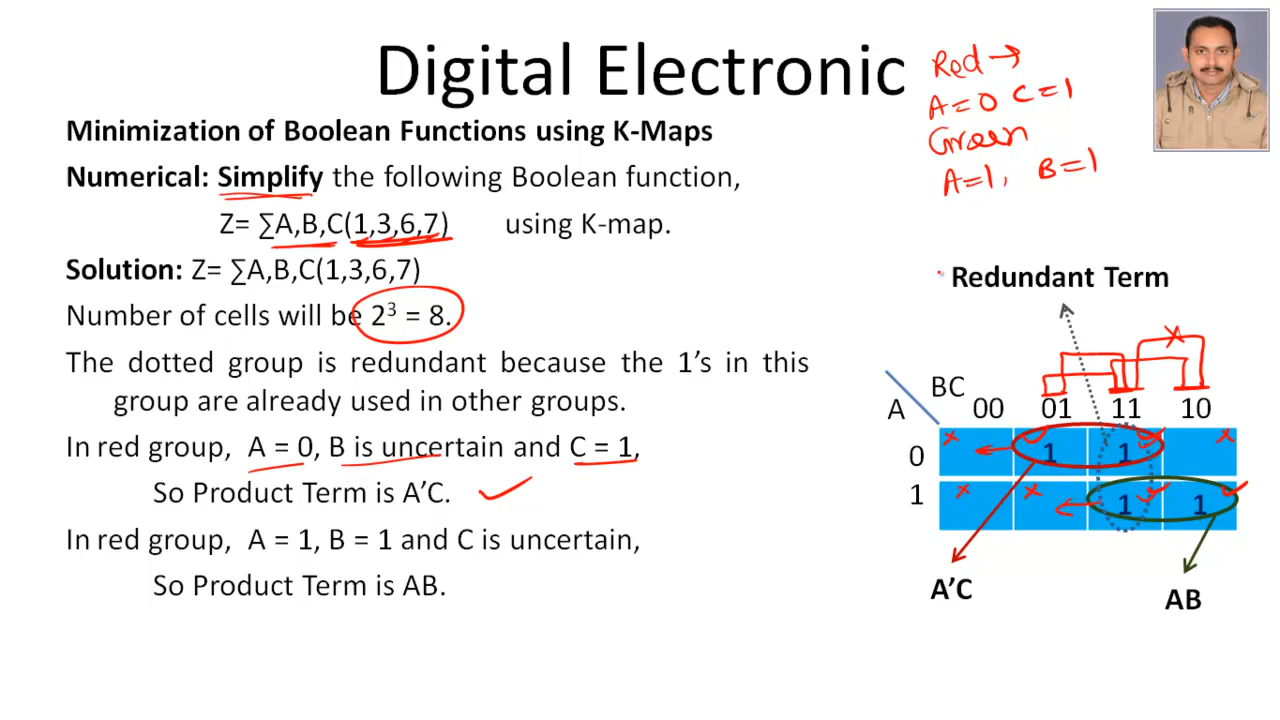 Digital Electronic
Red →
A=0 C=1
Green
A=1, B=1
Minimization of Boolean Functions using K-Maps
Numerical: Simplify the following Boolean function,
Z= ∑A,B,C(1,3,6,7) using K-map.
Solution: Z= ∑A,B,C(1,3,6,7)
Number of cells will be 2³ = 8.
The dotted group is redundant because the 1's in this
group are already used in other groups.
In red group, A = 0, B is uncertain and C = 1,
So Product Term is A'C.
In red group, A = 1, B = 1 and C is uncertain,
So Product Term is AB.
Redundant Term
BC
A 00 01 11 10
0 1 1
1 1 1
A'C AB